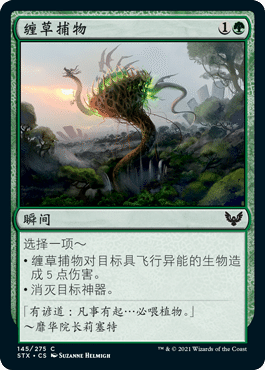 缠草捕物 1
瞬间
选择一项～
• 缠草捕物对目标具飞行异能的生物造
成5点伤害。
• 消灭目标神器。
「有谚道：凡事有起…必喂植物。」
～麿华院长莉塞特
145/275 C
STX • CS SUZANNE HELMIGH
™ & © 2021 Wizards of the Coast